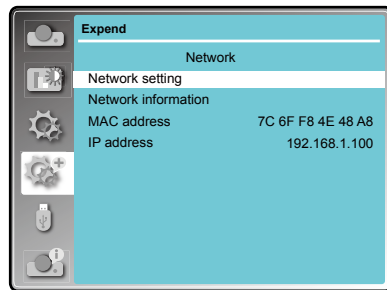 Expend
Network
Network setting
Network information
MAC address 7C 6F F8 4E 48 A8
IP address 192.168.1.100